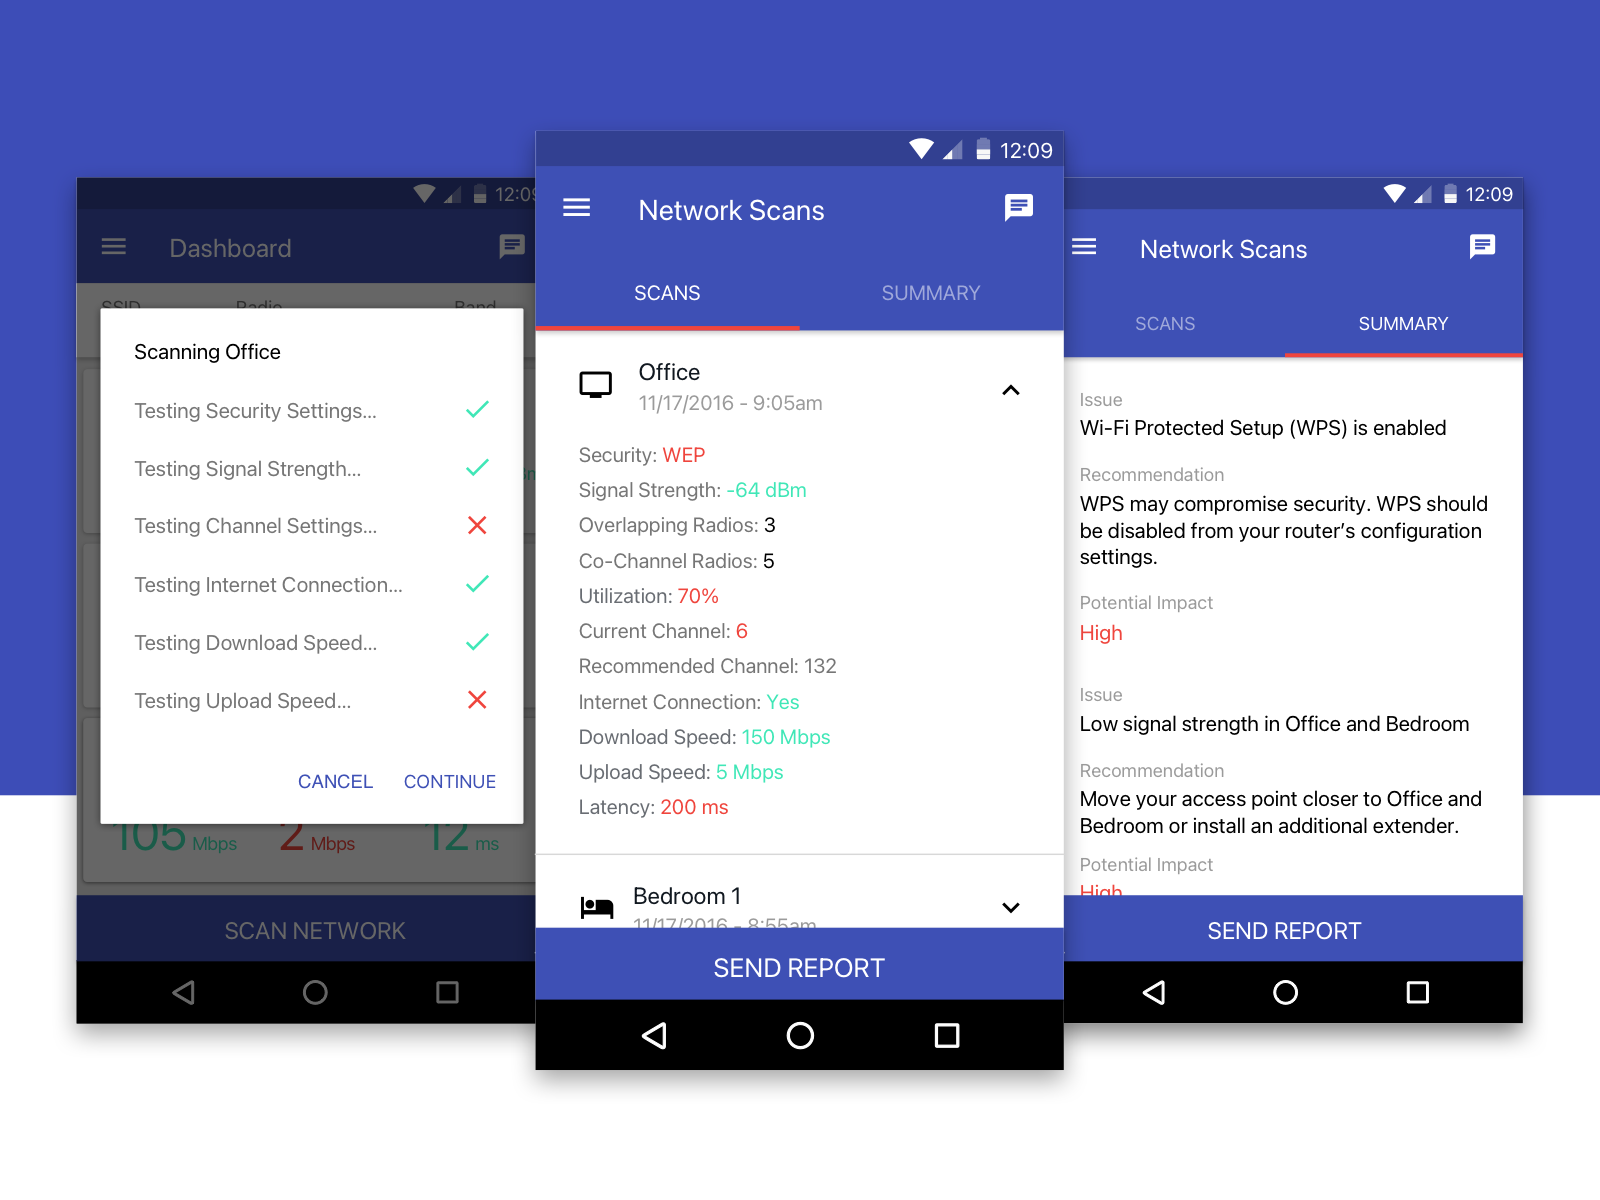 12:09
Dashboard
SSID Radio Band
Scanning Office
Testing Security Settings...
Testing Signal Strength...
Testing Channel Settings...
Testing Internet Connection...
Testing Download Speed...
Testing Upload Speed...
CANCEL CONTINUE
105 Mbps 2 Mbps 12 ms
SCAN NETWORK
12:09
Network Scans
SCANS SUMMARY
Office
11/17/2016 - 9:05am
Security: WEP
Signal Strength: -64 dBm
Overlapping Radios: 3
Co-Channel Radios: 5
Utilization: 70%
Current Channel: 6
Recommended Channel: 132
Internet Connection: Yes
Download Speed: 150 Mbps
Upload Speed: 5 Mbps
Latency: 200 ms
Bedroom 1
11/17/2016 - 8:55am
SEND REPORT
12:09
Network Scans
SCANS SUMMARY
Issue
Wi-Fi Protected Setup (WPS) is enabled
Recommendation
WPS may compromise security. WPS should
be disabled from your router's configuration
settings.
Potential Impact
High
Issue
Low signal strength in Office and Bedroom
Recommendation
Move your access point closer to Office and
Bedroom or install an additional extender.
Potential Impact
High
SEND REPORT